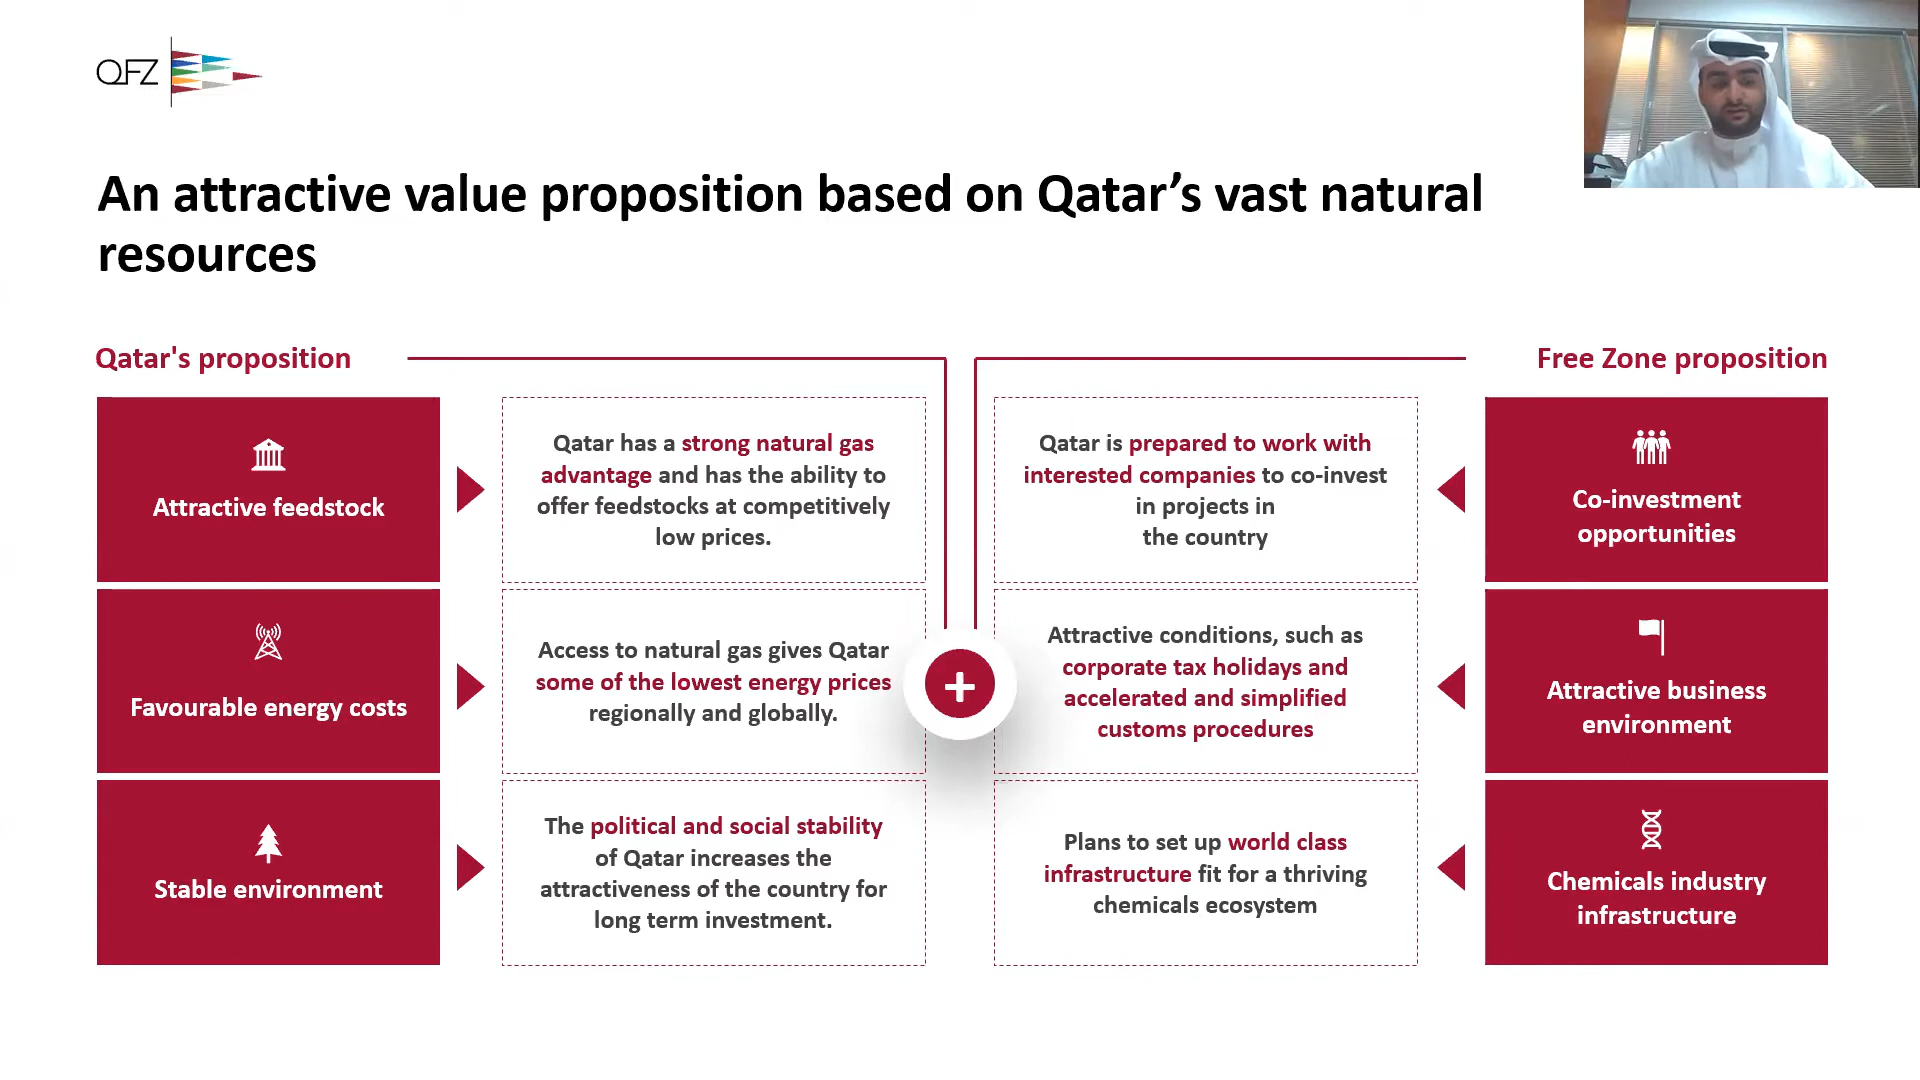 QFZ
An attractive value proposition based on Qatar’s vast natural
resources
Qatar's proposition
Attractive feedstock
Qatar has a strong natural gas
advantage and has the ability to
offer feedstocks at competitively
low prices.
Favourable energy costs
Access to natural gas gives Qatar
some of the lowest energy prices
regionally and globally.
Stable environment
The political and social stability
of Qatar increases the
attractiveness of the country for
long term investment.
Free Zone proposition
Qatar is prepared to work with
interested companies to co-invest
in projects in
the country
Co-investment
opportunities
Attractive conditions, such as
corporate tax holidays and
accelerated and simplified
customs procedures
Attractive business
environment
Plans to set up world class
infrastructure fit for a thriving
chemicals ecosystem
Chemicals industry
infrastructure